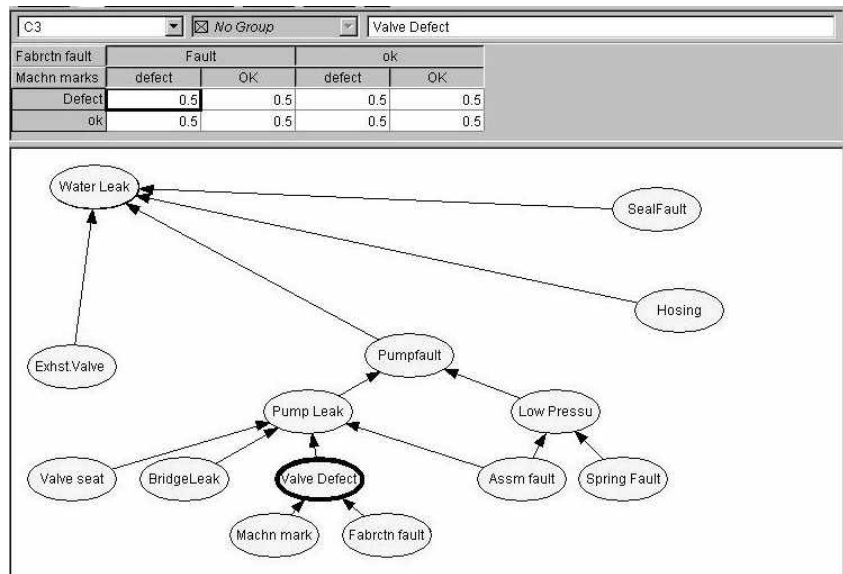 C3 No Group Valve Defect
Fabrctn fault Fault ok
Machn marks defect OK defect OK
Defect 0.5 0.5 0.5 0.5
ok 0.5 0.5 0.5 0.5
Water Leak
SealFault
Hosing
Pumpfault
Exhst.Valve
Pump Leak Low Pressu
Valve seat BridgeLeak Valve Defect Assm fault Spring Fault
Machn mark Fabrctn fault